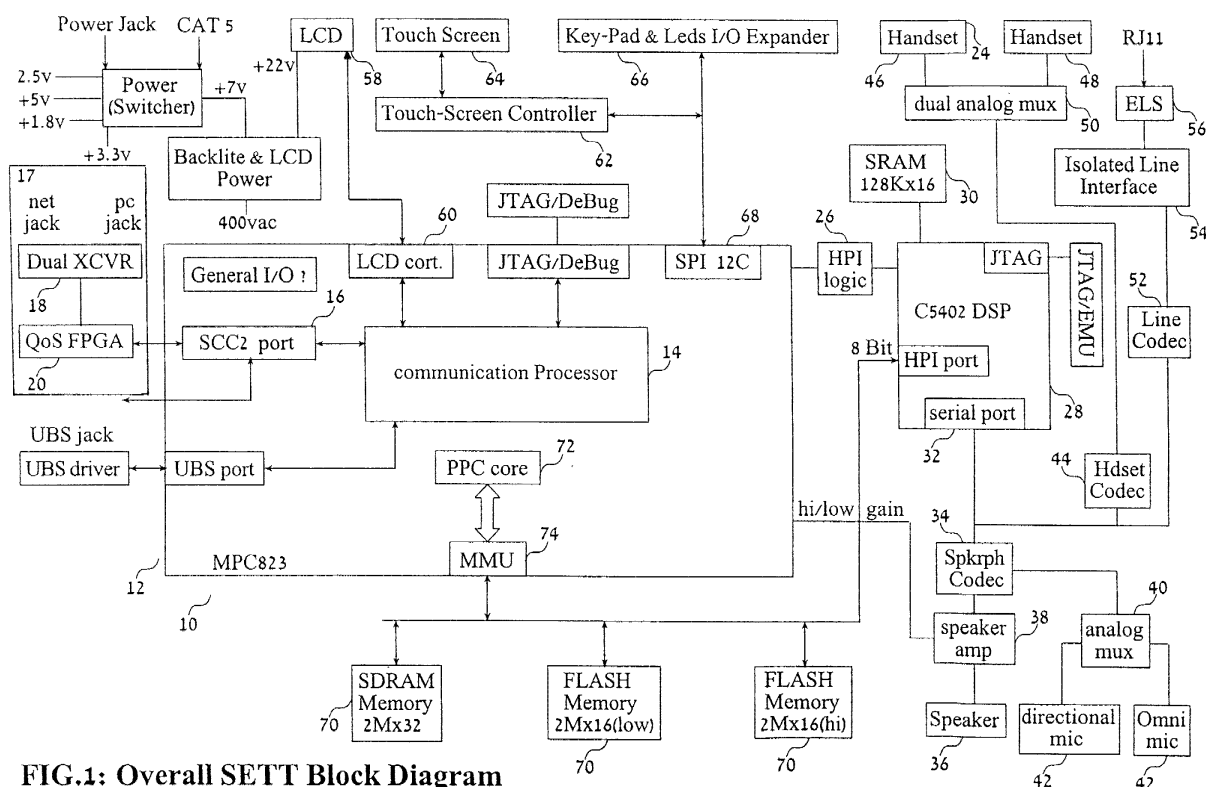 Power Jack
CAT 5
2.5v
+5v
+1.8v
Power
(Switcher)
+7v
+3.3v
+22v
LCD
58
Touch Screen
64
Key-Pad & Leds I/O Expander
66
Touch-Screen Controller
62
Backlite & LCD
Power
400vac
Handset
24
46
Handset
48
RJ11
dual analog mux
50
ELS
56
Isolated Line
Interface
54
SRAM
128Kx16
30
17
net
jack
pc
jack
Dual XCVR
18
QoS FPGA
20
JTAG/DeBug
60
LCD cort.
JTAG/DeBug
68
SPI 12C
General I/O ?
16
SCC2 port
communication Processor
14
26
HPI
logic
JTAG
JTAG/EMU
C5402 DSP
8 Bit
HPI port
serial port
28
32
52
Line
Codec
UBS jack
UBS driver
UBS port
PPC core
72
MMU
74
MPC823
12
10
hi/low gain
44
Hdset
Codec
34
Spkrph
Codec
speaker
amp
38
40
analog
mux
SDRAM
Memory
2Mx32
70
FLASH
Memory
2Mx16(low)
70
FLASH
Memory
2Mx16(hi)
70
Speaker
36
directional
mic
42
Omni
mic
42
FIG.1: Overall SETT Block Diagram